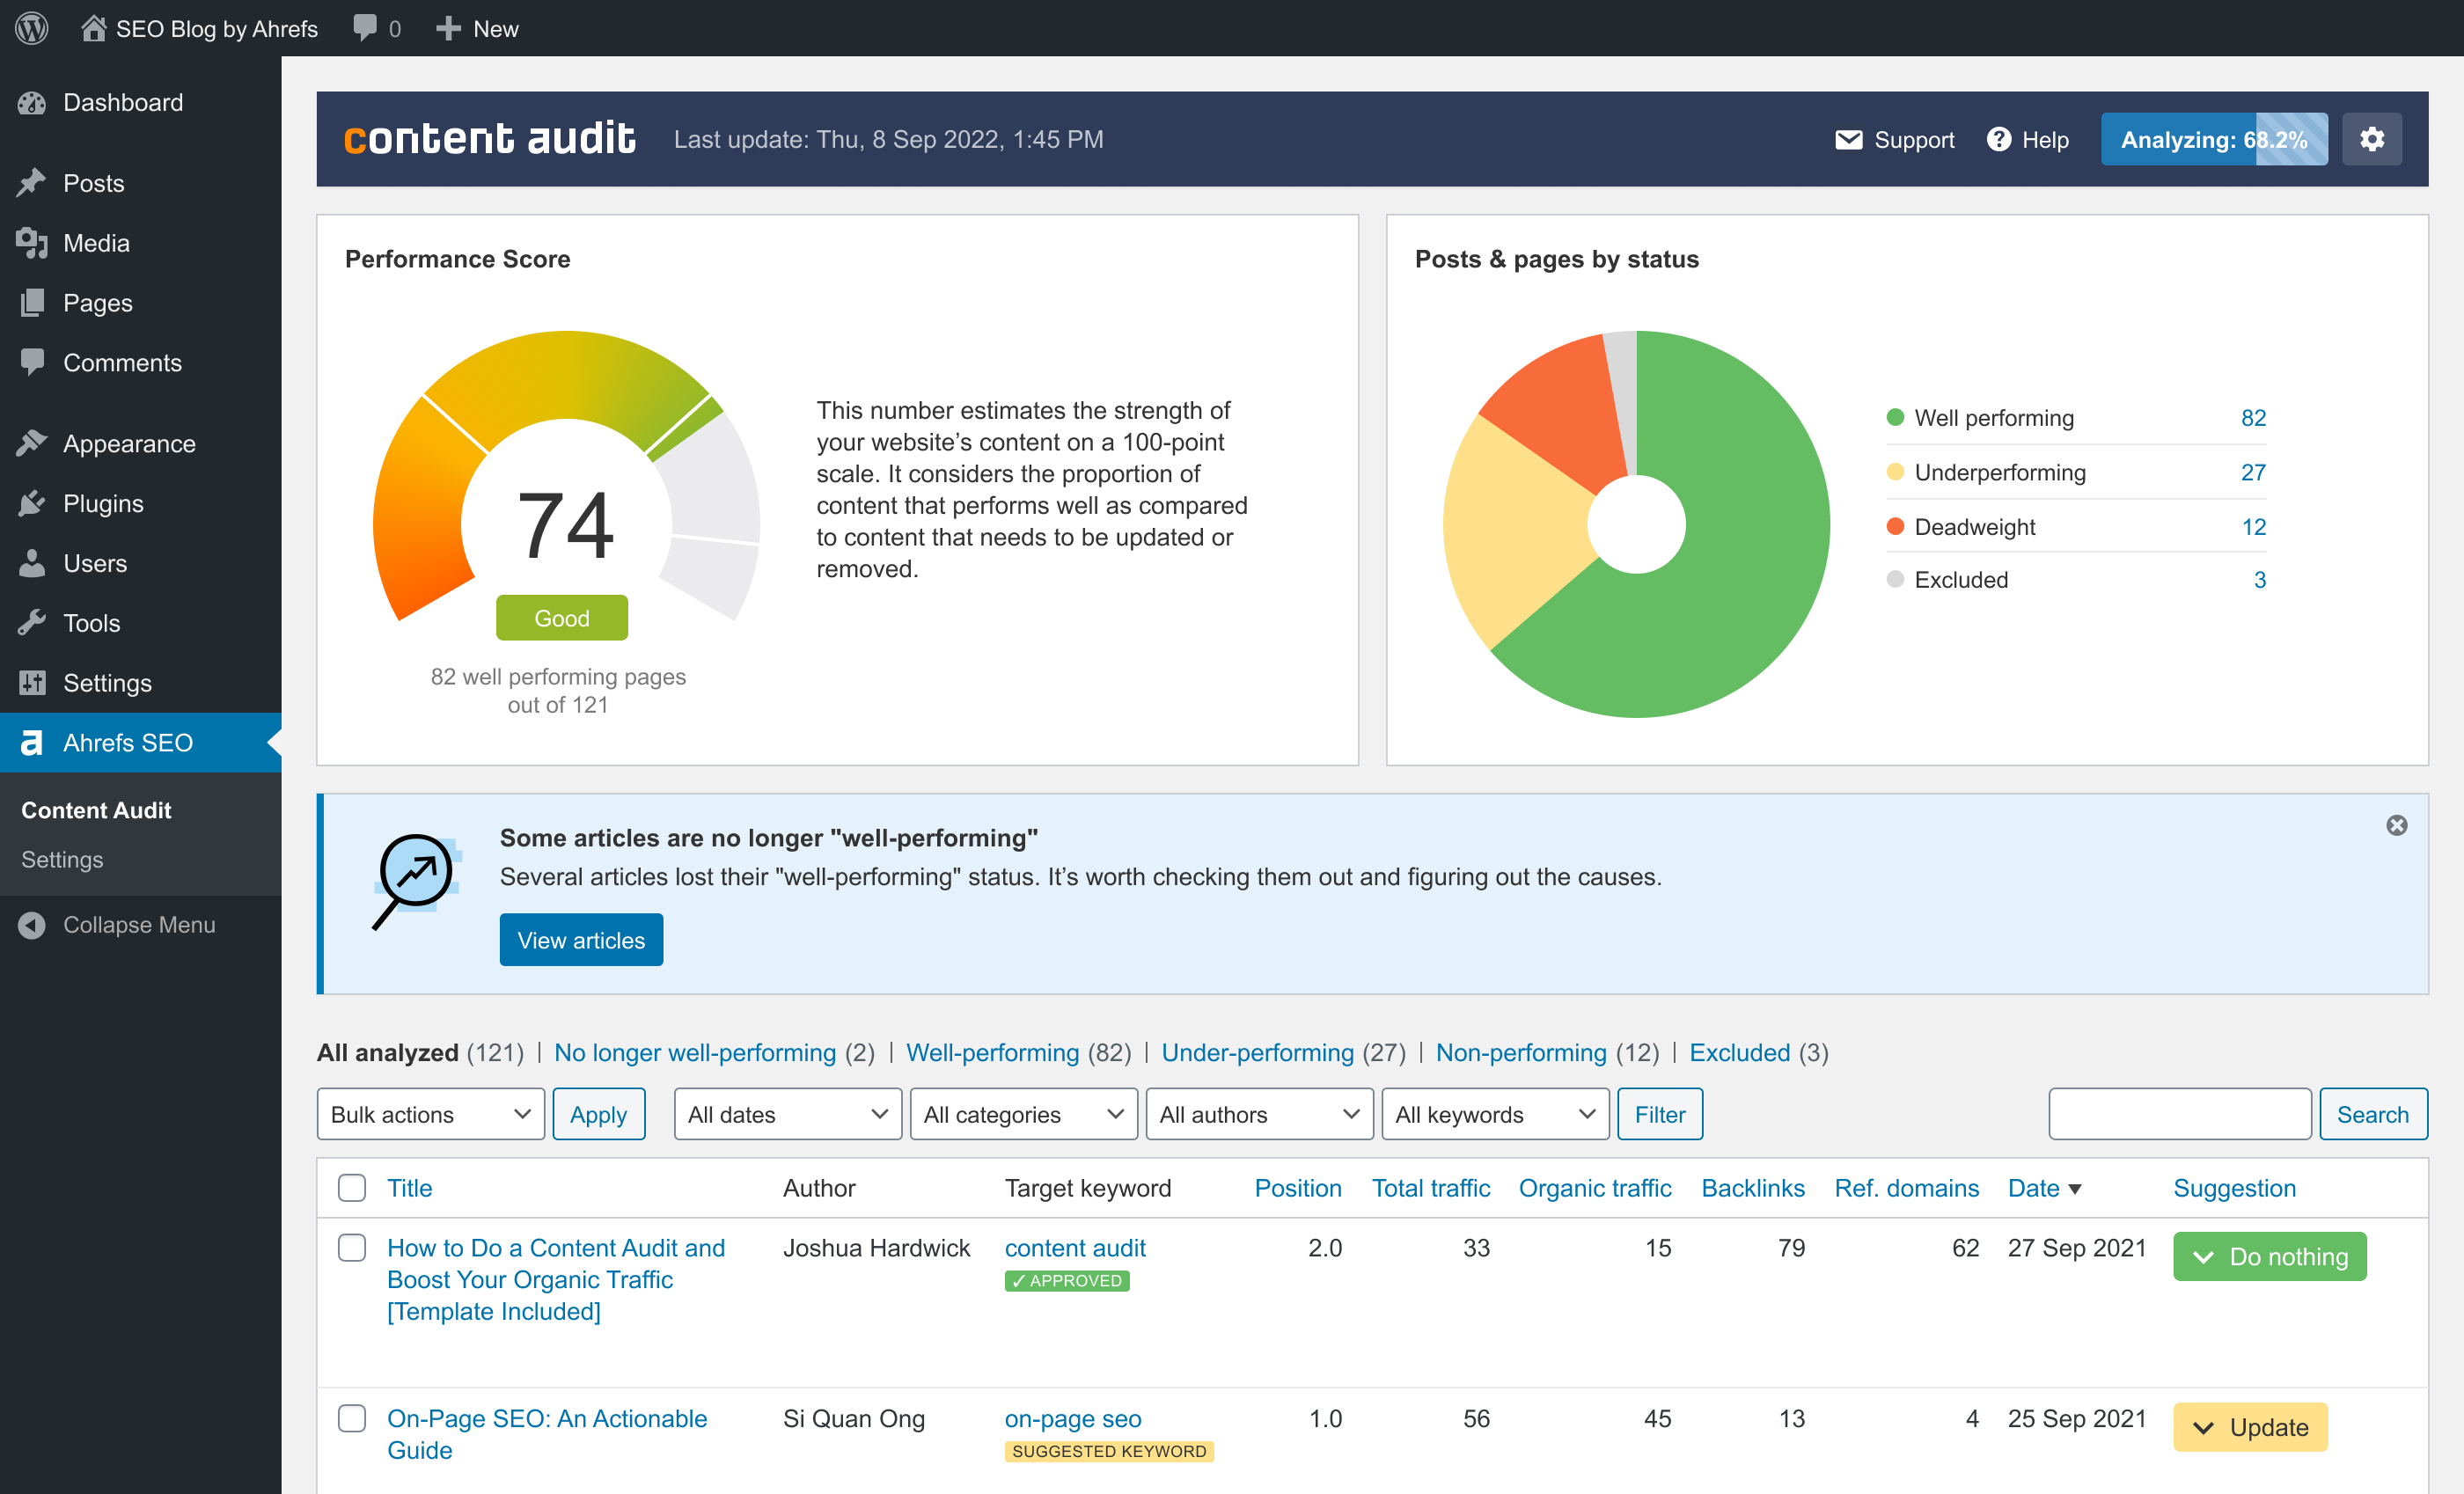 SEO Blog by Ahrefs 0 New
Dashboard
Posts
Media
Pages
Comments
Appearance
Plugins
Users
Tools
Settings
Ahrefs SEO
Content Audit
Settings
Collapse Menu
content audit Last update: Thu, 8 Sep 2022, 1:45 PM Support Help Analyzing: 68.2%
Performance Score
74
Good
82 well performing pages
out of 121
This number estimates the strength of
your website’s content on a 100-point
scale. It considers the proportion of
content that performs well as compared
to content that needs to be updated or
removed.
Posts & pages by status
Well performing 82
Underperforming 27
Deadweight 12
Excluded 3
Some articles are no longer "well-performing"
Several articles lost their "well-performing" status. It’s worth checking them out and figuring out the causes.
View articles
All analyzed (121) | No longer well-performing (2) | Well-performing (82) | Under-performing (27) | Non-performing (12) | Excluded (3)
Bulk actions Apply All dates All categories All authors All keywords Filter Search
Title Author Target keyword Position Total traffic Organic traffic Backlinks Ref. domains Date ▼ Suggestion
How to Do a Content Audit and Joshua Hardwick content audit 2.0 33 15 79 62 27 Sep 2021 Do nothing
Boost Your Organic Traffic ✓ APPROVED
[Template Included]
On-Page SEO: An Actionable Si Quan Ong on-page seo 1.0 56 45 13 4 25 Sep 2021 Update
Guide SUGGESTED KEYWORD